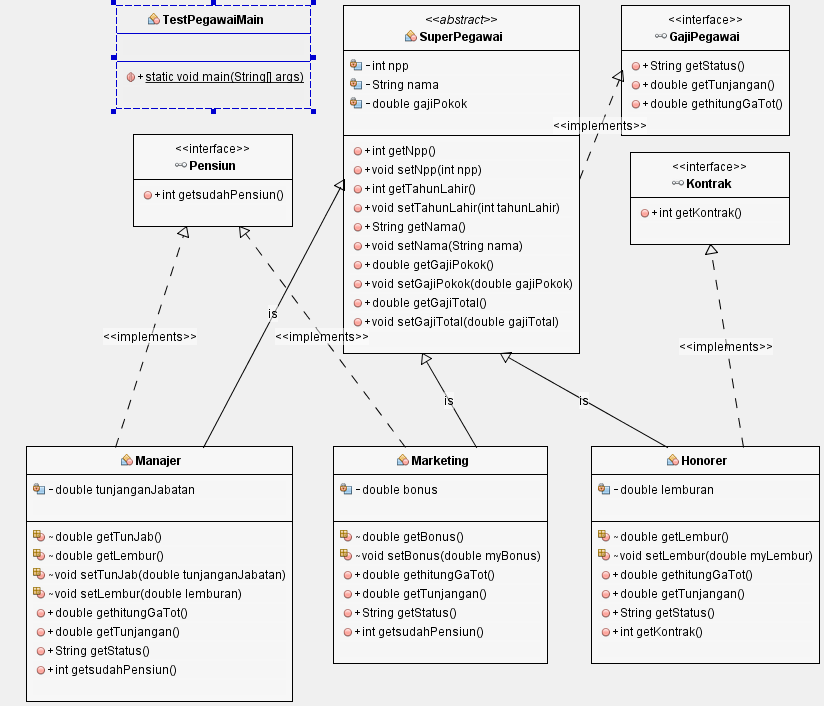 TestPegawaiMain
+ static void main(String[] args)
<<abstract>>
SuperPegawai
- int npp
- String nama
- double gajiPokok
+ int getNpp()
+ void setNpp(int npp)
+ int getTahunLahir()
+ void setTahunLahir(int tahunLahir)
+ String getNama()
+ void setNama(String nama)
+ double getGajiPokok()
+ void setGajiPokok(double gajiPokok)
+ double getGajiTotal()
+ void setGajiTotal(double gajiTotal)
<<interface>>
GajiPegawai
+ String getStatus()
+ double getTunjangan()
+ double gethitungGaTot()
<<implements>>
<<interface>>
Pensiun
+ int getsudahPensiun()
<<interface>>
Kontrak
+ int getKontrak()
is
<<implements>>
<<implements>>
<<implements>>
is
is
Manajer
- double tunjanganJabatan
~ double getTunJab()
~ double getLembur()
~ void setTunJab(double tunjanganJabatan)
~ void setLembur(double lemburan)
+ double gethitungGaTot()
+ double getTunjangan()
+ String getStatus()
+ int getsudahPensiun()
Marketing
- double bonus
~ double getBonus()
~ void setBonus(double myBonus)
+ double gethitungGaTot()
+ double getTunjangan()
+ String getStatus()
+ int getsudahPensiun()
Honorer
- double lemburan
~ double getLembur()
~ void setLembur(double myLembur)
+ double gethitungGaTot()
+ double getTunjangan()
+ String getStatus()
+ int getKontrak()